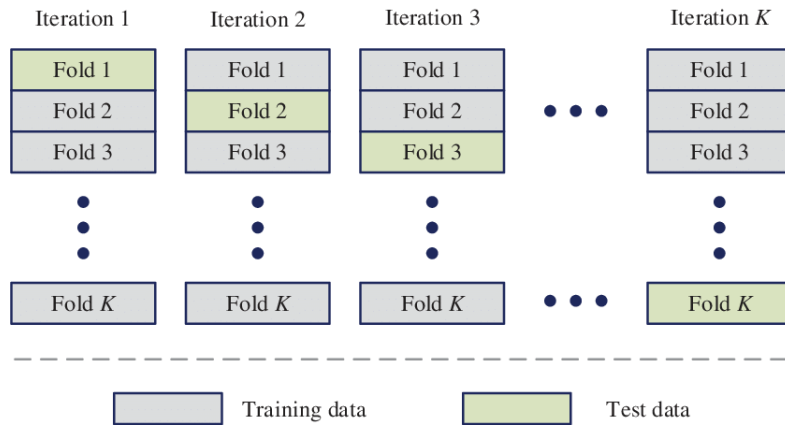 Iteration 1 Iteration 2 Iteration 3 Iteration K
Fold 1 Fold 1 Fold 1 Fold 1
Fold 2 Fold 2 Fold 2 Fold 2
Fold 3 Fold 3 Fold 3 Fold 3
Fold K Fold K Fold K Fold K
Training data Test data